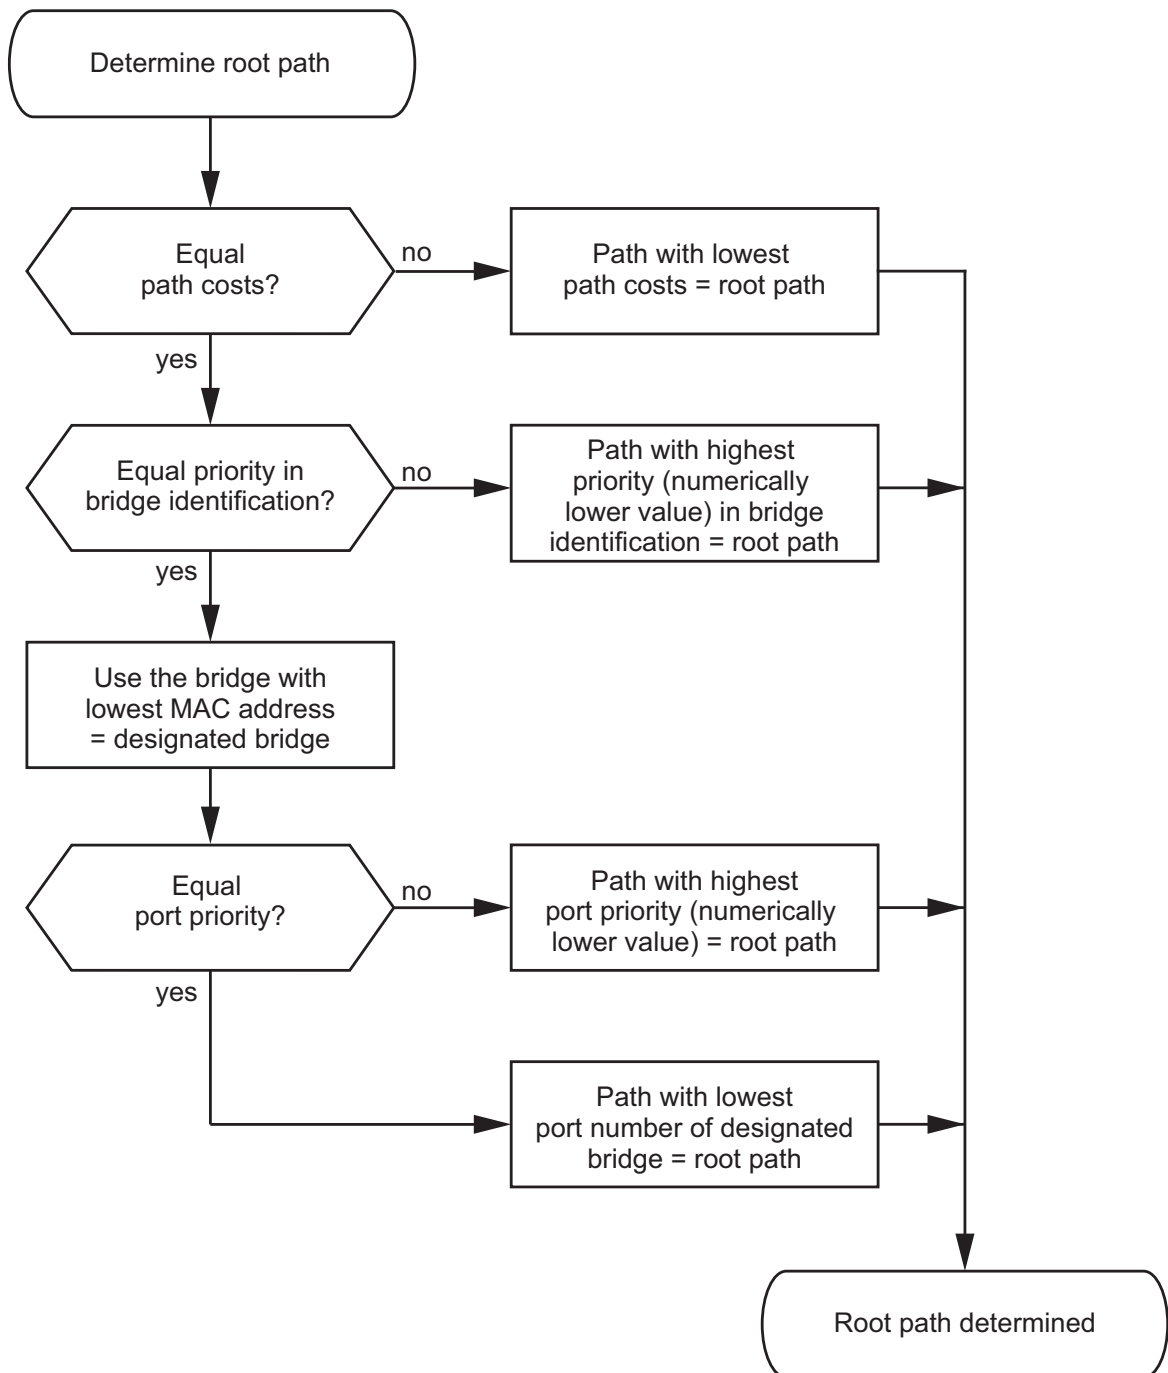 Determine root path
Equal
path costs?
no
Path with lowest
path costs = root path
yes
Equal priority in
bridge identification?
no
Path with highest
priority (numerically
lower value) in bridge
identification = root path
yes
Use the bridge with
lowest MAC address
= designated bridge
Equal
port priority?
no
Path with highest
port priority (numerically
lower value) = root path
yes
Path with lowest
port number of designated
bridge = root path
Root path determined